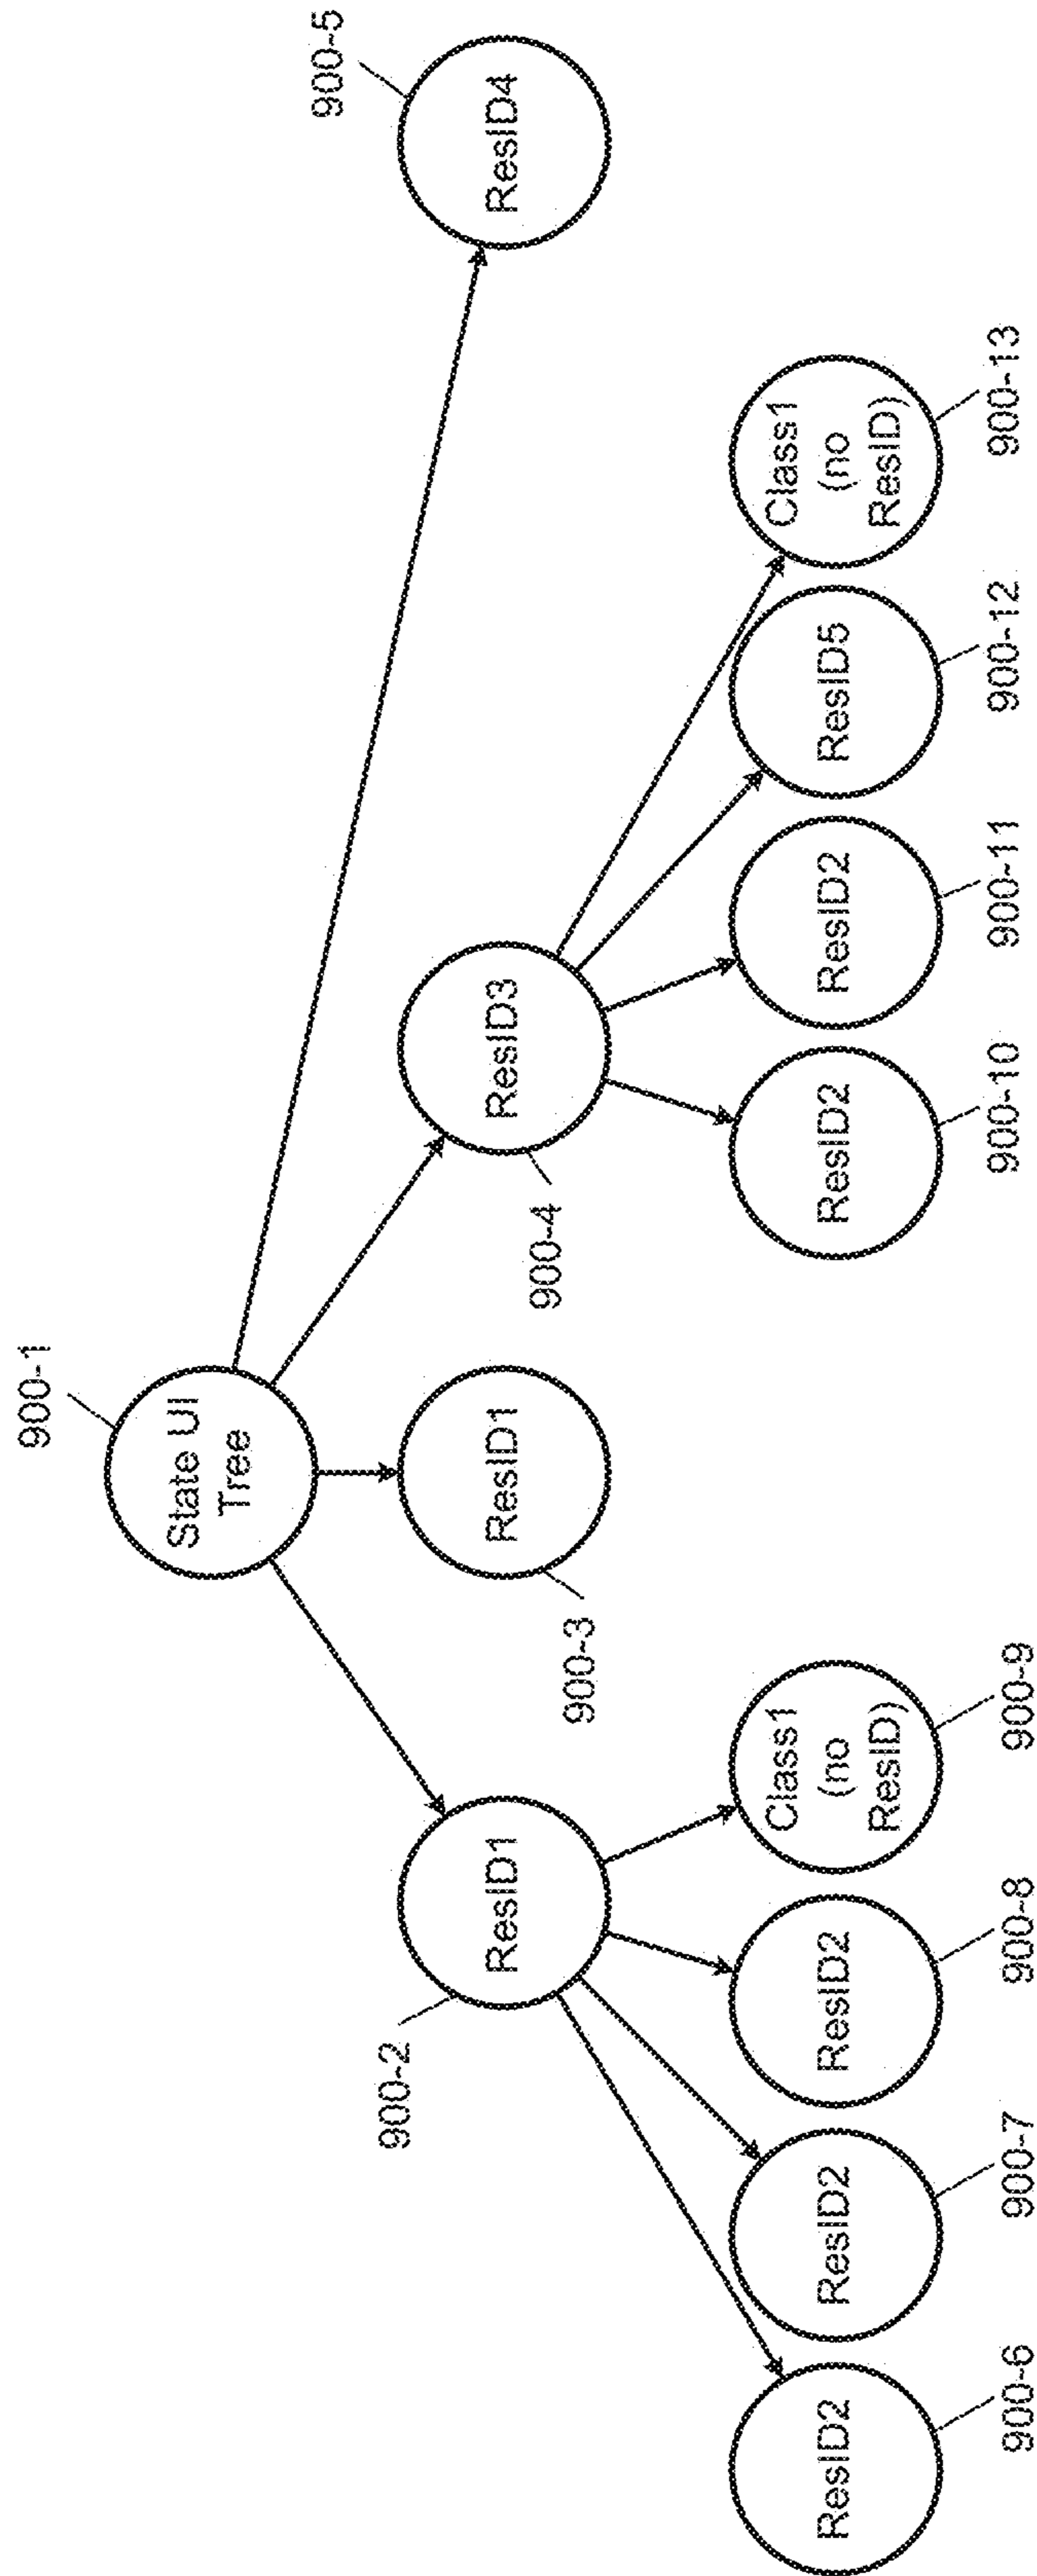 900-1
State UI
Tree
900-2
ResID1
900-3
ResID1
900-4
ResID3
900-5
ResID4
ResID2
ResID2
ResID2
Class1
(no
ResID)
ResID2
ResID2
ResID5
Class1
(no
ResID)
900-6
900-7
900-8
900-9
900-10
900-11
900-12
900-13